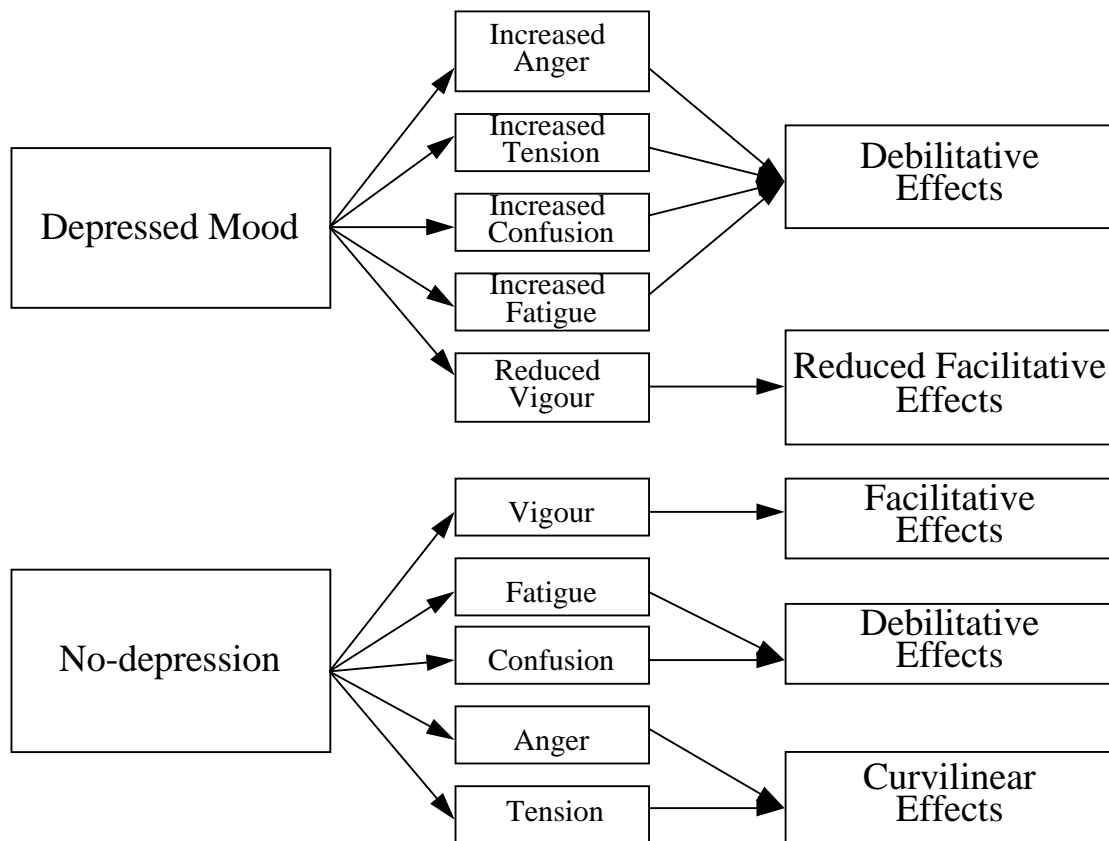 Depressed Mood
Increased
Anger
Increased
Tension
Increased
Confusion
Increased
Fatigue
Reduced
Vigour
Debilitative
Effects
Reduced Facilitative
Effects
No-depression
Vigour
Fatigue
Confusion
Anger
Tension
Facilitative
Effects
Debilitative
Effects
Curvilinear
Effects